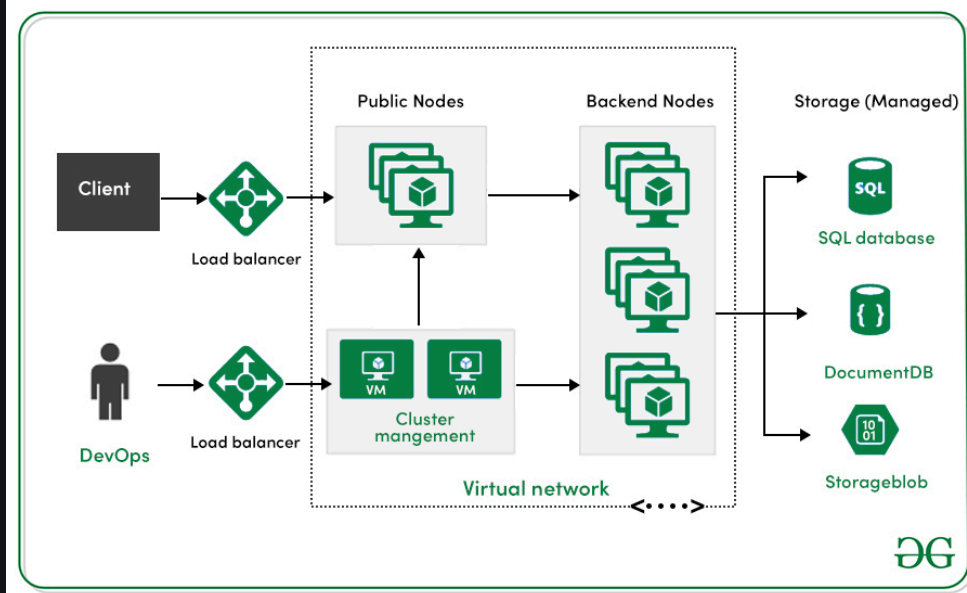 Public Nodes
Backend Nodes
Storage (Managed)
Client
SQL
Load balancer
SQL database
VM
VM
{ }
Cluster
mangement
DocumentDB
Load balancer
10
01
DevOps
Virtual network
Storageblob